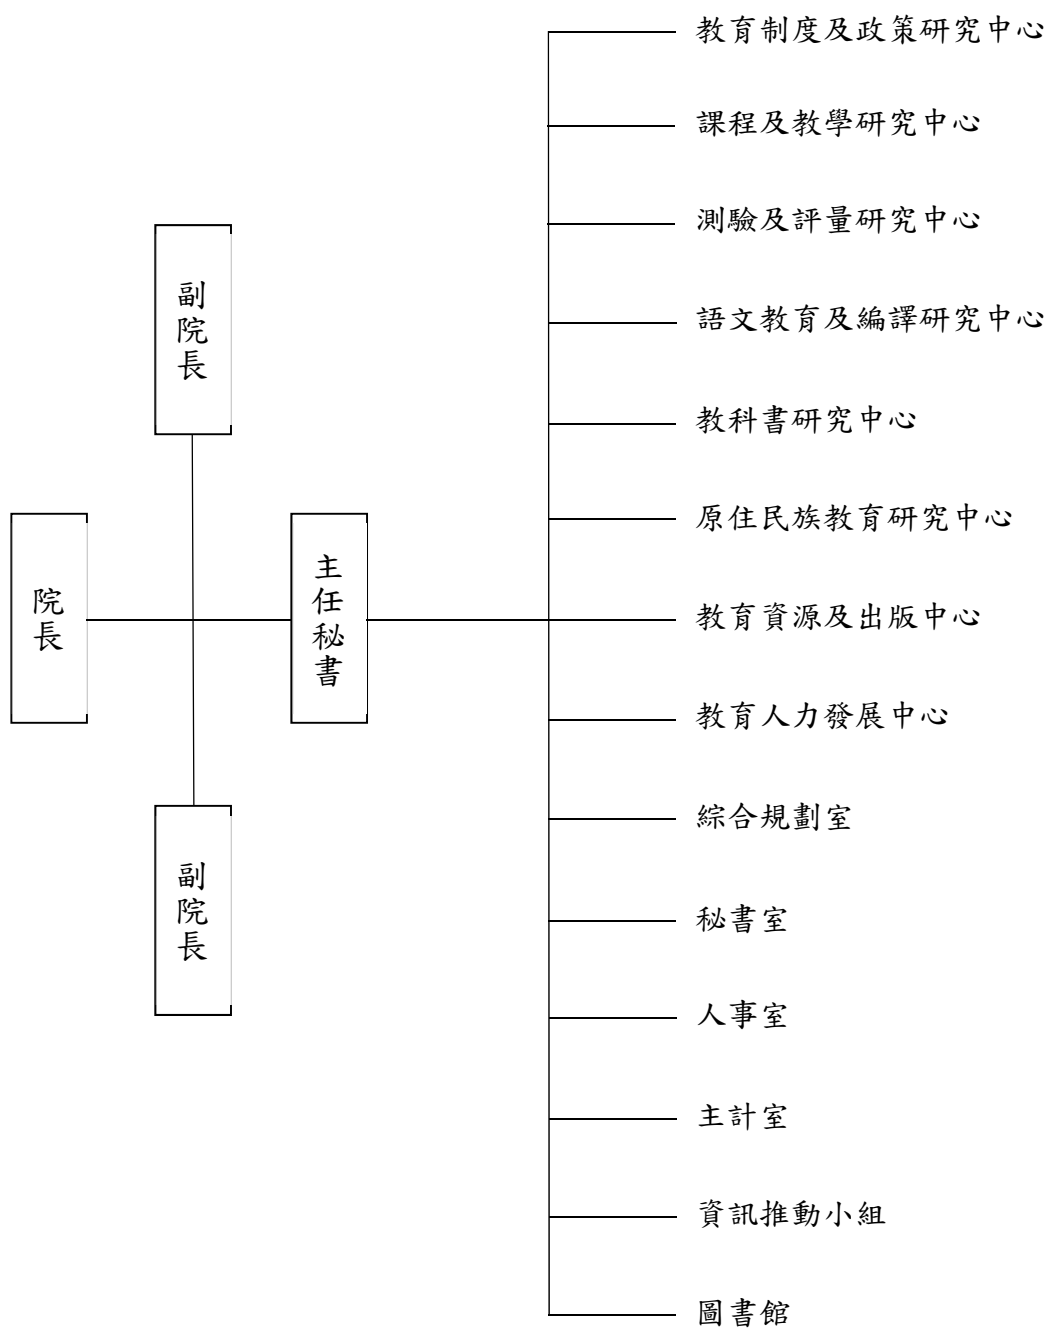 院長
副院長
副院長
主任秘書
教育制度及政策研究中心
課程及教學研究中心
測驗及評量研究中心
語文教育及編譯研究中心
教科書研究中心
原住民族教育研究中心
教育資源及出版中心
教育人力發展中心
綜合規劃室
秘書室
人事室
主計室
資訊推動小組
圖書館